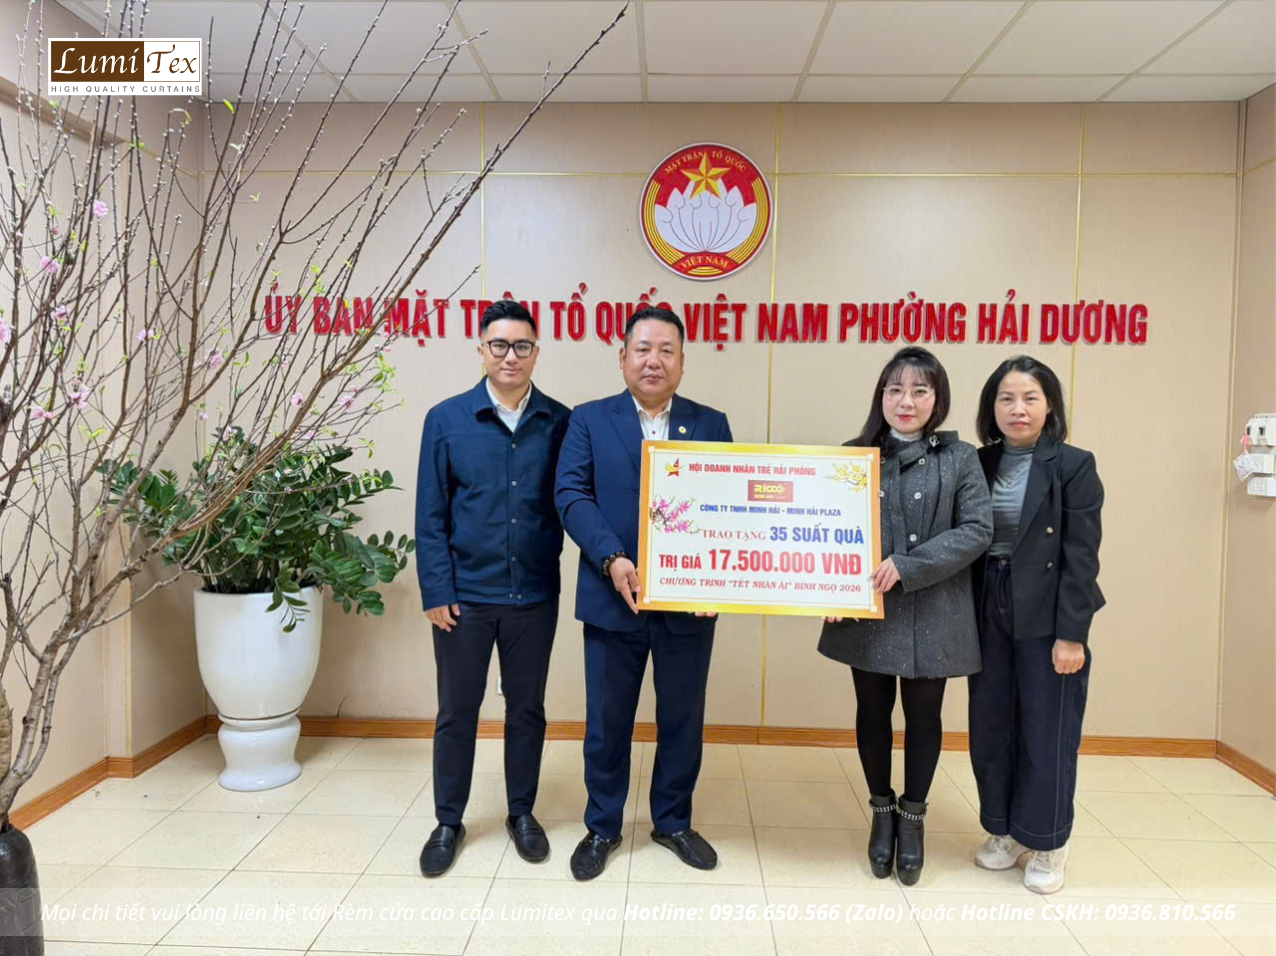 Lumi Tex
HIGH QUALITY CURTAINS
MẶT TRẬN TỔ QUỐC
VIỆT NAM
ỦY BAN MẶT TRẬN TỔ QUỐC VIỆT NAM PHƯỜNG HẢI DƯƠNG
HỘI DOANH NHÂN TRẺ HẢI PHÒNG
RICCO
CÔNG TY TNHH MINH HẢI - MINH HẢI PLAZA
TRAO TẶNG 35 SUẤT QUÀ
TRỊ GIÁ 17.500.000 VNĐ
CHƯƠNG TRÌNH "TẾT NHÂN ÁI" BÍNH NGỌ 2026
Mọi chi tiết vui lòng liên hệ tới Rèm cửa cao cấp Lumitex qua Hotline: 0936.650.566 (Zalo) hoặc Hotline CSKH: 0936.810.566